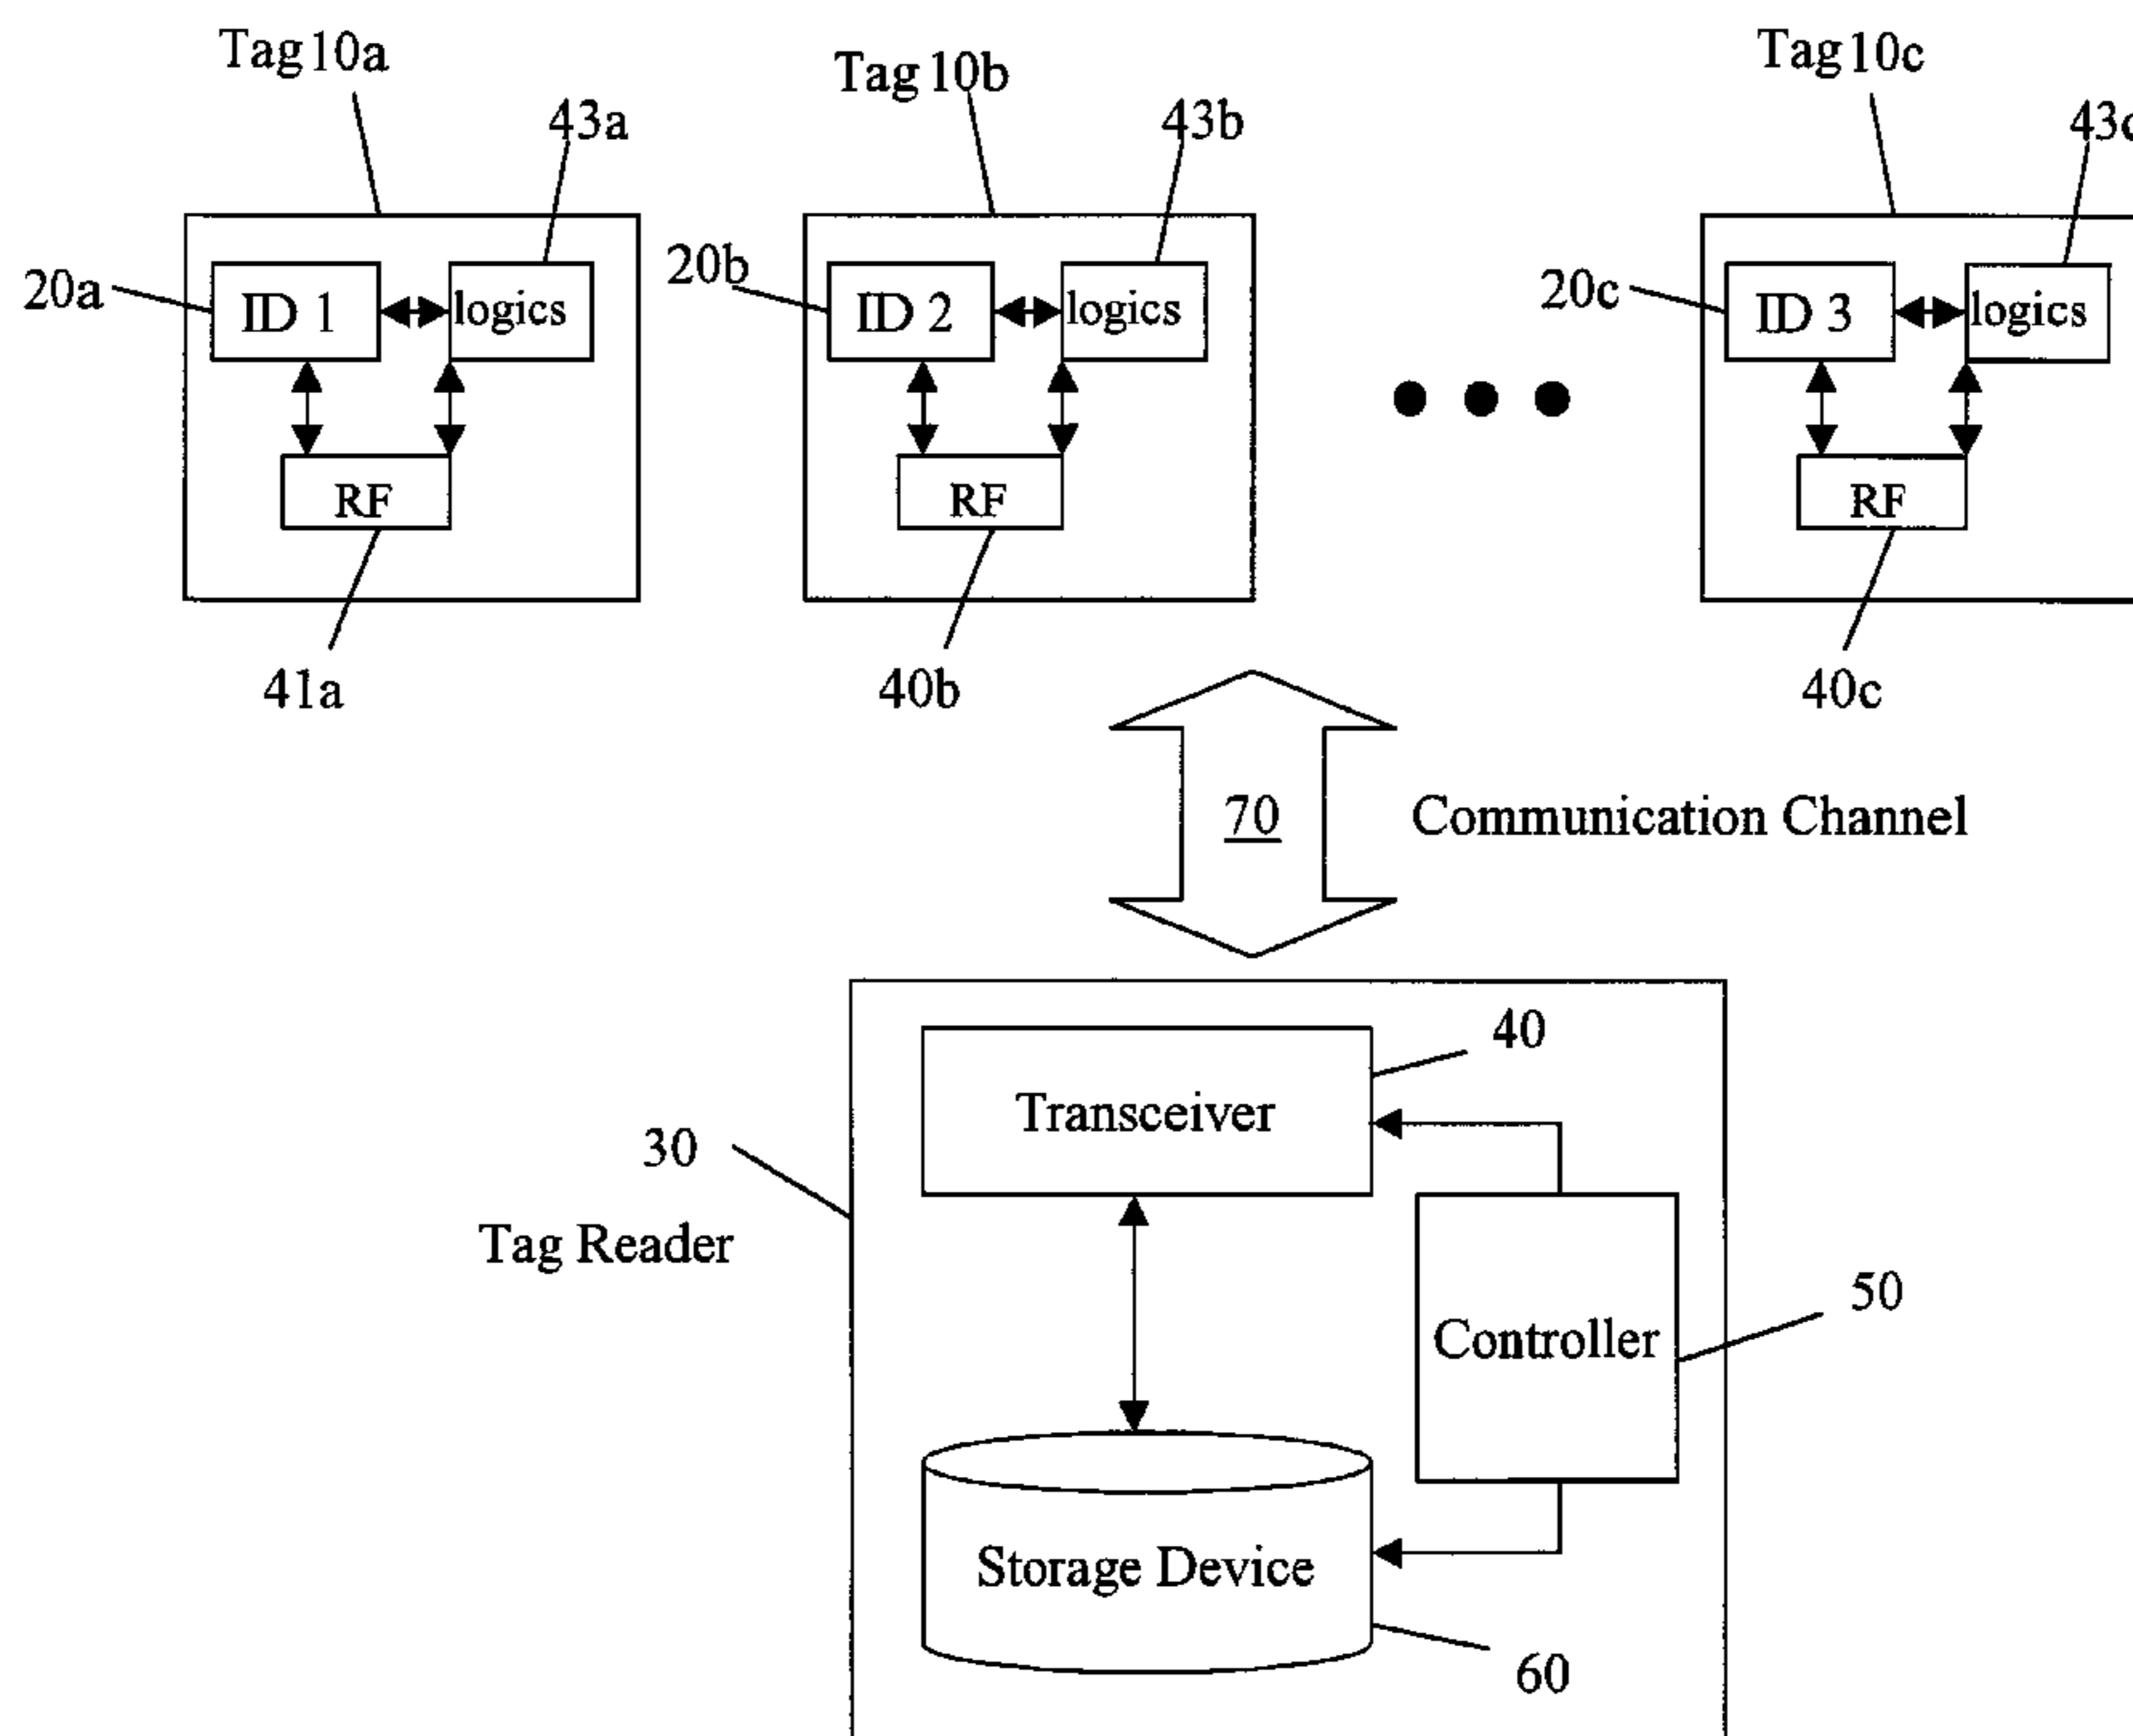 Tag 10a
Tag 10b
Tag 10c
43a
43b
20a
20b
20c
ID 1
logics
ID 2
logics
ID 3
logics
RF
RF
RF
41a
40b
40c
70
Communication Channel
40
Transceiver
30
Tag Reader
50
Controller
Storage Device
60